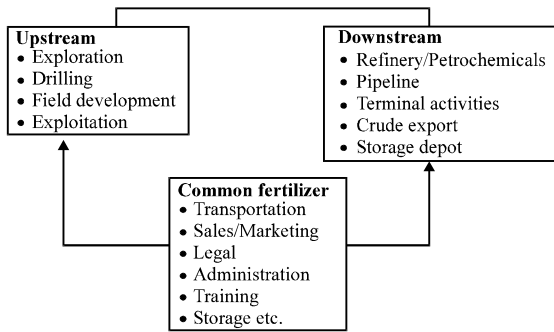 Upstream
• Exploration
• Drilling
• Field development
• Exploitation
Downstream
• Refinery/Petrochemicals
• Pipeline
• Terminal activities
• Crude export
• Storage depot
Common fertilizer
• Transportation
• Sales/Marketing
• Legal
• Administration
• Training
• Storage etc.